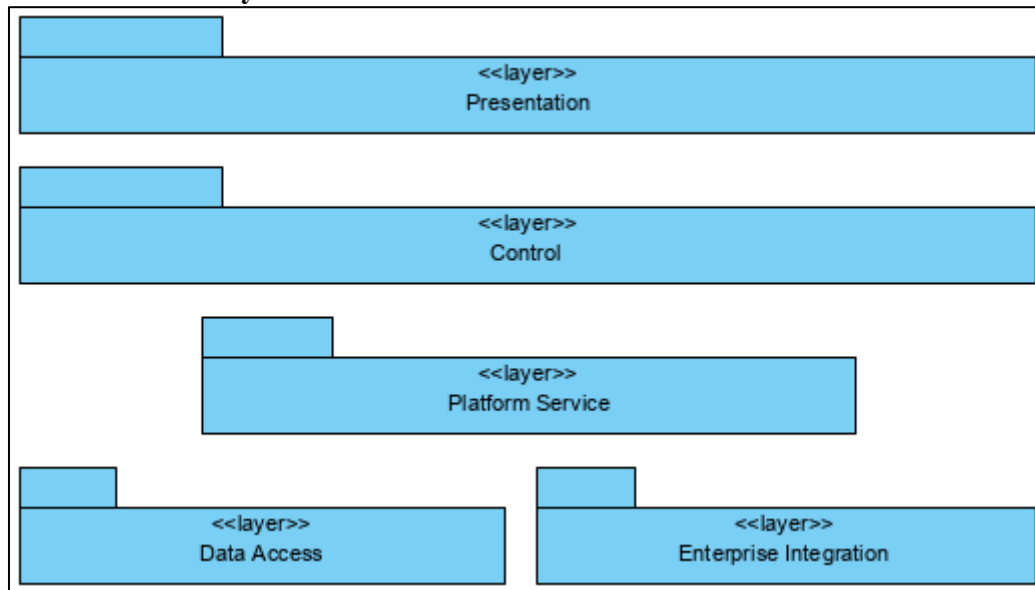 <<layer>>
Presentation
<<layer>>
Control
<<layer>>
Platform Service
<<layer>>
Data Access
<<layer>>
Enterprise Integration